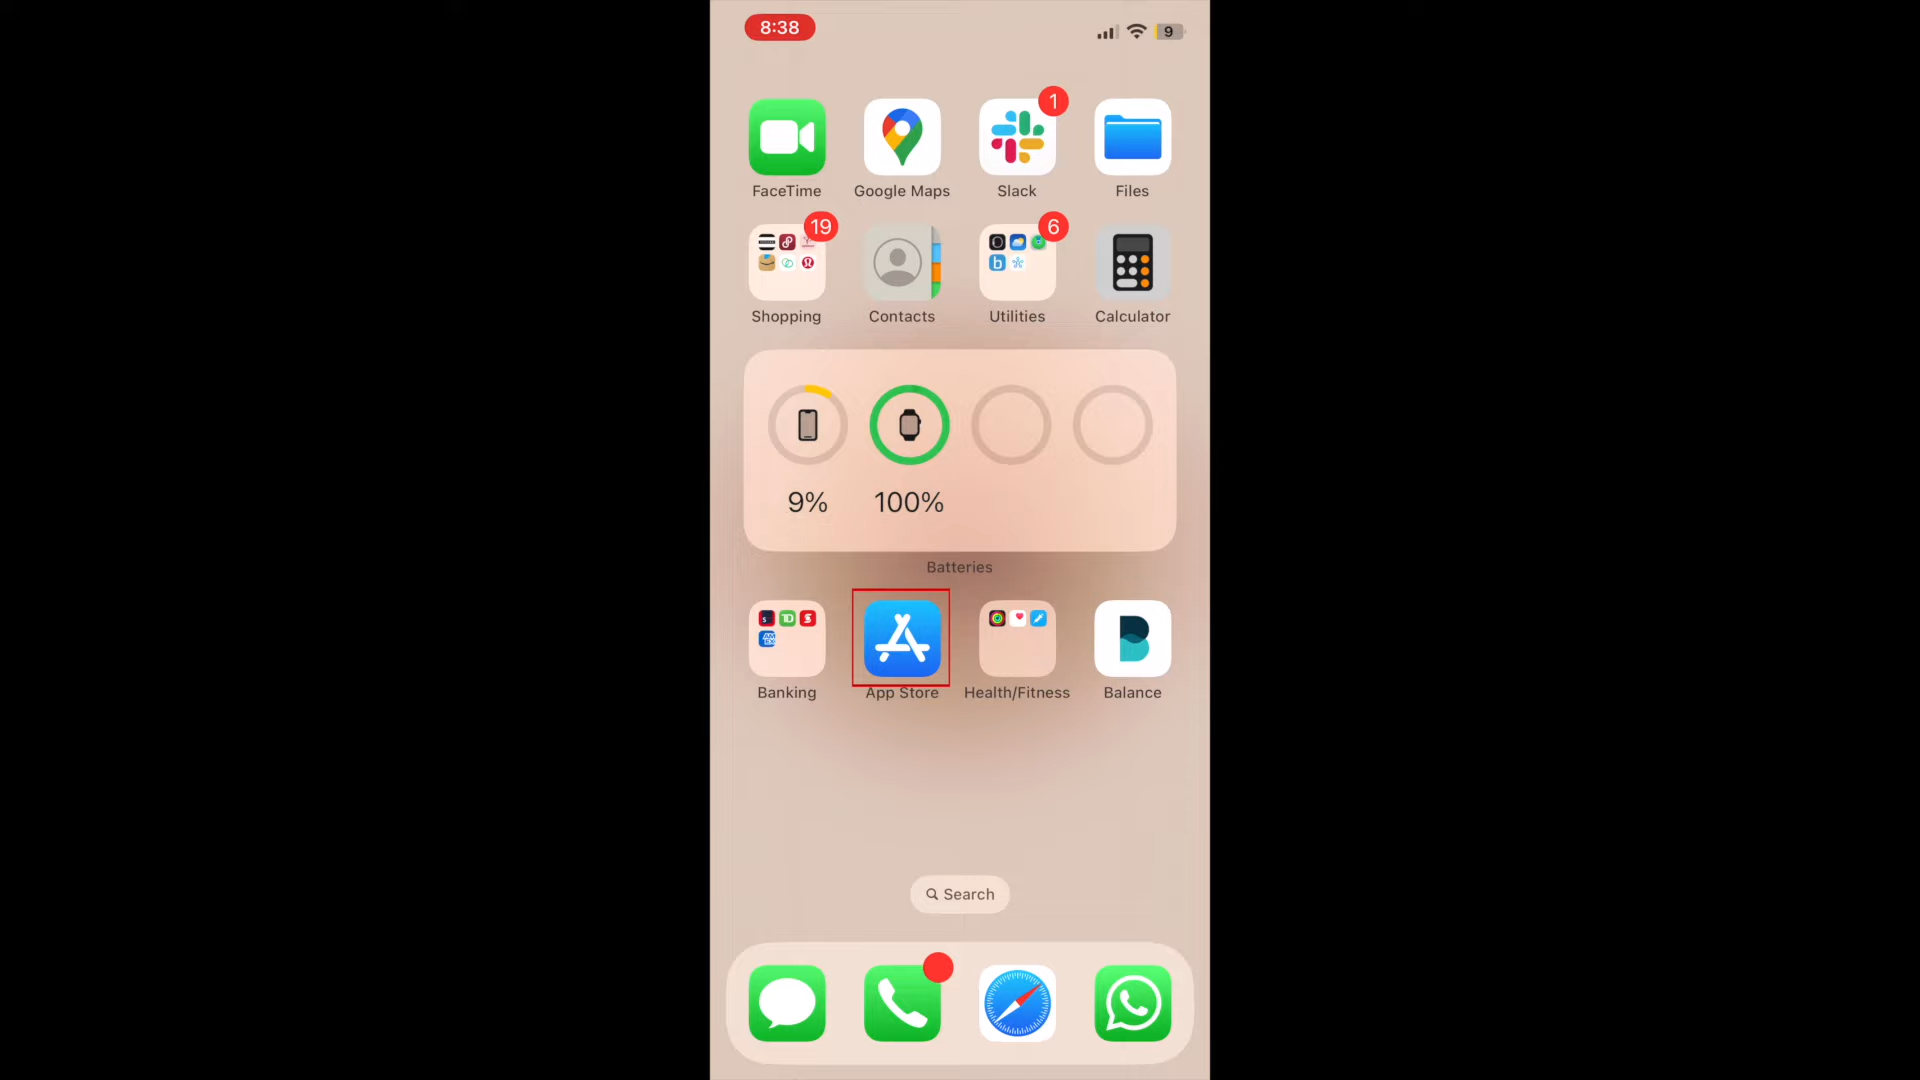 8:38
9
1
FaceTime
Google Maps
Slack
Files
19
6
Shopping
Contacts
Utilities
Calculator
9%
100%
Batteries
Banking
App Store
Health/Fitness
Balance
Search